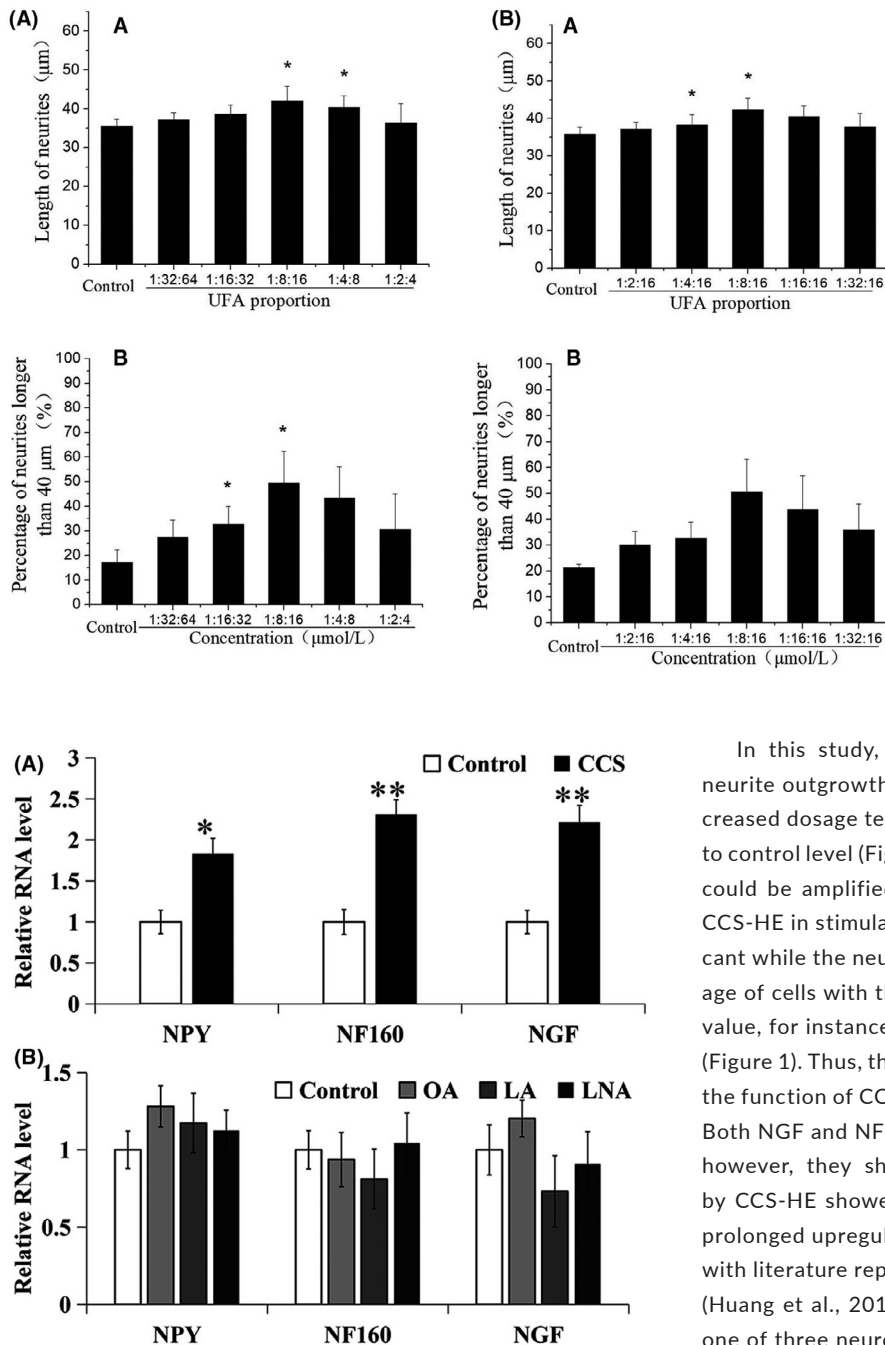 (A)
A
60
50
40
30
20
10
0
Length of neurites (μm)
*
*
Control
1:32:64
1:16:32
1:8:16
1:4:8
1:2:4
UFA proportion
(B)
A
60
50
40
30
20
10
0
Length of neurites (μm)
*
*
Control
1:2:16
1:4:16
1:8:16
1:16:16
1:32:16
UFA proportion
B
100
90
80
70
60
50
40
30
20
10
0
Percentage of neurites longer
than 40 μm (%)
*
*
Control
1:32:64
1:16:32
1:8:16
1:4:8
1:2:4
Concentration (μmol/L)
B
100
90
80
70
60
50
40
30
20
10
0
Percentage of neurites longer
than 40 μm (%)
Control
1:2:16
1:4:16
1:8:16
1:16:16
1:32:16
Concentration (μmol/L)
(A)
3
2.5
2
1.5
1
0.5
0
Relative RNA level
Control CCS
*
**
**
NPY NF160 NGF
(B)
1.5
1
0.5
0
Relative RNA level
Control OA LA LNA
NPY NF160 NGF
In this study,
neurite outgrowth
creased dosage te
to control level (Fig
could be amplified
CCS-HE in stimula
cant while the neu
age of cells with th
value, for instance
(Figure 1). Thus, th
the function of CC
Both NGF and NF
however, they sh
by CCS-HE showe
prolonged upregul
with literature rep
(Huang et al., 201
one of three neuro